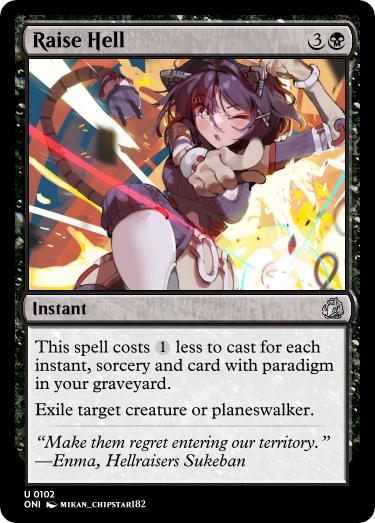 Raise Hell 3
Instant
This spell costs 1 less to cast for each
instant, sorcery and card with paradigm
in your graveyard.
Exile target creature or planeswalker.
“Make them regret entering our territory.”
—Enma, Hellraisers Sukeban
U 0102
ONI MIKAN_CHIPSTAR182